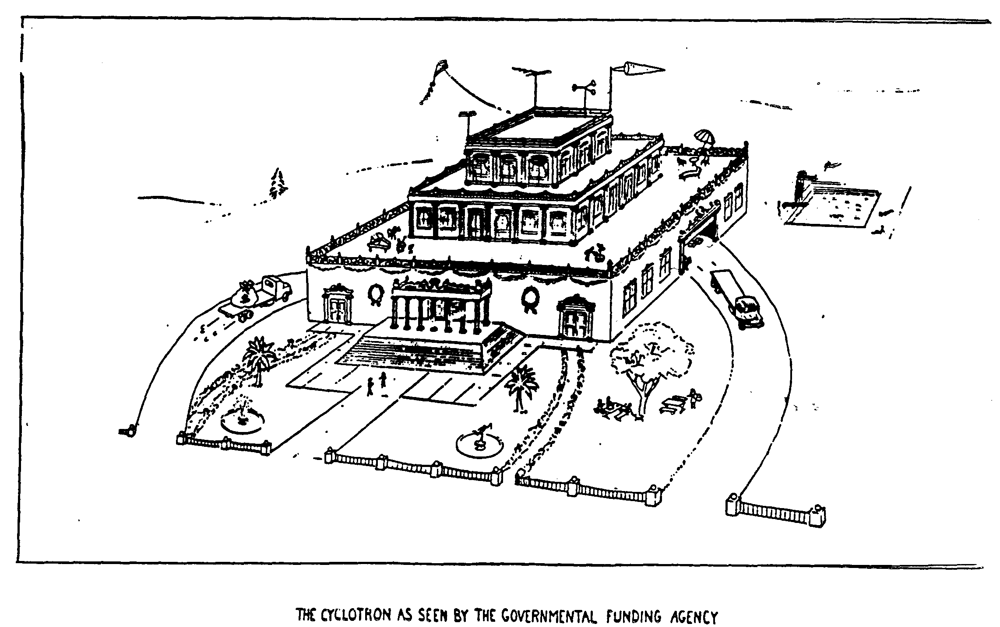 THE CYCLOTRON AS SEEN BY THE GOVERNMENTAL FUNDING AGENCY